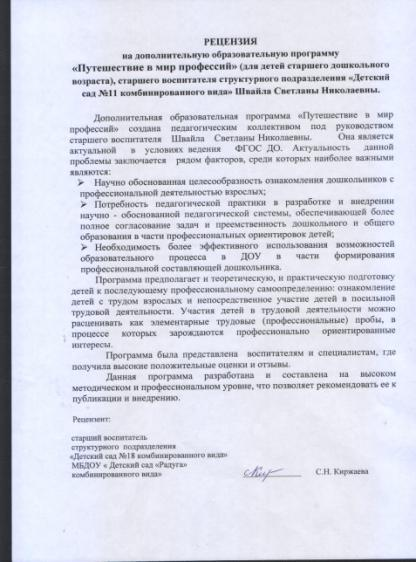 РЕЦЕНЗИЯ
на дополнительную образовательную программу
«Путешествие в мир профессий» (для детей старшего дошкольного
возраста), старшего воспитателя структурного подразделения «Детский
сад №11 комбинированного вида» Швайла Светланы Николаевны.
Дополнительная образовательная программа «Путешествие в мир
профессий» создана педагогическим коллективом под руководством
старшего воспитателя Швайла Светланы Николаевны. Она является
актуальной в условиях ведения ФГОС ДО. Актуальность данной
проблемы заключается рядом факторов, среди которых наиболее важными
являются:
➢ Научно обоснованная целесообразность ознакомления дошкольников с
профессиональной деятельностью взрослых;
➢ Потребность педагогической практики в разработке и внедрении
научно - обоснованной педагогической системы, обеспечивающей более
полное согласование задач и преемственность дошкольного и общего
образования в части профессиональных ориентировок детей;
➢ Необходимость более эффективного использования возможностей
образовательного процесса в ДОУ в части формирования
профессиональной составляющей дошкольника.
Программа предполагает и теоретическую, и практическую подготовку
детей к последующему профессиональному самоопределению: ознакомление
детей с трудом взрослых и непосредственное участие детей в посильной
трудовой деятельности. Участия детей в трудовой деятельности можно
расценивать как элементарные трудовые (профессиональные) пробы, в
процессе которых зарождаются профессионально ориентированные
интересы.
Программа была представлена воспитателям и специалистам, где
получила высокие положительные оценки и отзывы.
Данная программа разработана и составлена на высоком
методическом и профессиональном уровне, что позволяет рекомендовать ее к
публикации и внедрению.
Рецензент:
старший воспитатель
структурного подразделения
«Детский сад №18 комбинированного вида»
МБДОУ « Детский сад «Радуга»
комбинированного вида» С.Н. Киржаева